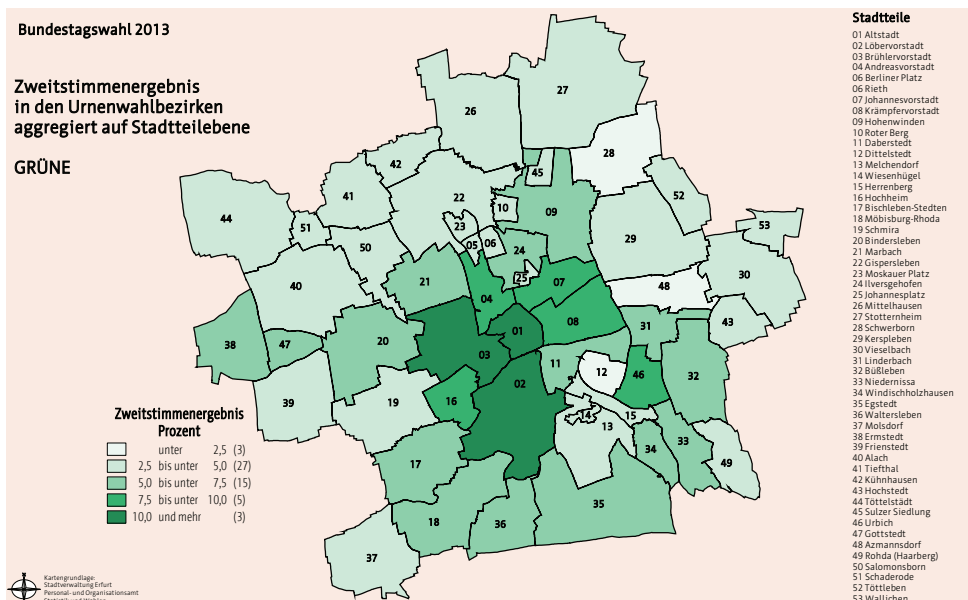 Bundestagswahl 2013
Zweitstimmenergebnis
in den Urnenwahlbezirken
aggregiert auf Stadtteilebene
GRÜNE
27
26
28
42
45
52
41
22
10
09
44
23
53
51
05
06
50
24
29
30
21
25
07
40
48
04
43
08
31
01
38
47
20
03
11
12
46
32
02
16
39
19
15
14
13
33
34
17
49
35
18
36
37
Zweitstimmenergebnis
Prozent
unter 2,5 (3)
2,5 bis unter 5,0 (27)
5,0 bis unter 7,5 (15)
7,5 bis unter 10,0 (5)
10,0 und mehr (3)
Kartengrundlage:
Stadtverwaltung Erfurt
Personal- und Organisationsamt
Statistik und Wahlen
Stadtteile
01 Altstadt
02 Löbervorstadt
03 Brühlervorstadt
04 Andreasvorstadt
06 Berliner Platz
06 Rieth
07 Johannesvorstadt
08 Krämpfervorstadt
09 Hohenwinden
10 Roter Berg
11 Daberstedt
12 Dittelstedt
13 Melchendorf
14 Wiesenhügel
15 Herrenberg
16 Hochheim
17 Bischleben-Stedten
18 Möbisburg-Rhoda
19 Schmira
20 Bindersleben
21 Marbach
22 Gispersleben
23 Moskauer Platz
24 Ilversgehofen
25 Johannesplatz
26 Mittelhausen
27 Stotternheim
28 Schwerborn
29 Kerspleben
30 Vieselbach
31 Linderbach
32 Büßleben
33 Niedernissa
34 Windischholzhausen
35 Egstedt
36 Waltersleben
37 Molsdorf
38 Ermstedt
39 Frienstedt
40 Alach
41 Tiefthal
42 Kühnhausen
43 Hochstedt
44 Töttelstädt
45 Sulzer Siedlung
46 Urbich
47 Gottstedt
48 Azmannsdorf
49 Rohda (Haarberg)
50 Salomonsborn
51 Schaderode
52 Töttleben
53 Wallichen